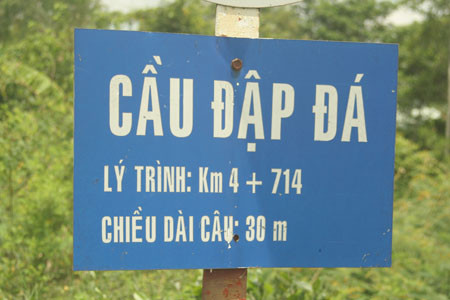 CẦU ĐẬP ĐÁ
LÝ TRÌNH: Km 4 + 714
CHIỀU DÀI CẦU: 30 m